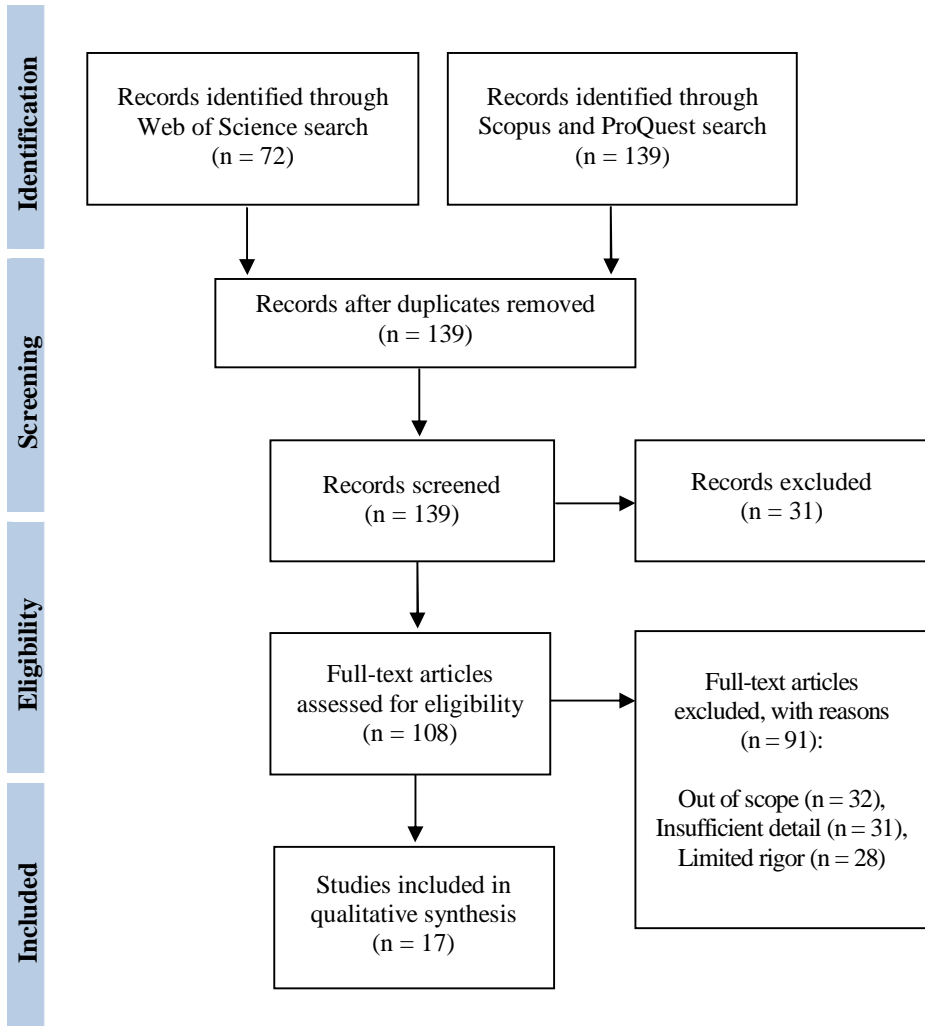 Identification
Records identified through
Web of Science search
(n = 72)
Records identified through
Scopus and ProQuest search
(n = 139)
Screening
Records after duplicates removed
(n = 139)
Records screened
(n = 139)
Records excluded
(n = 31)
Eligibility
Full-text articles
assessed for eligibility
(n = 108)
Full-text articles
excluded, with reasons
(n = 91):
Out of scope (n = 32),
Insufficient detail (n = 31),
Limited rigor (n = 28)
Included
Studies included in
qualitative synthesis
(n = 17)